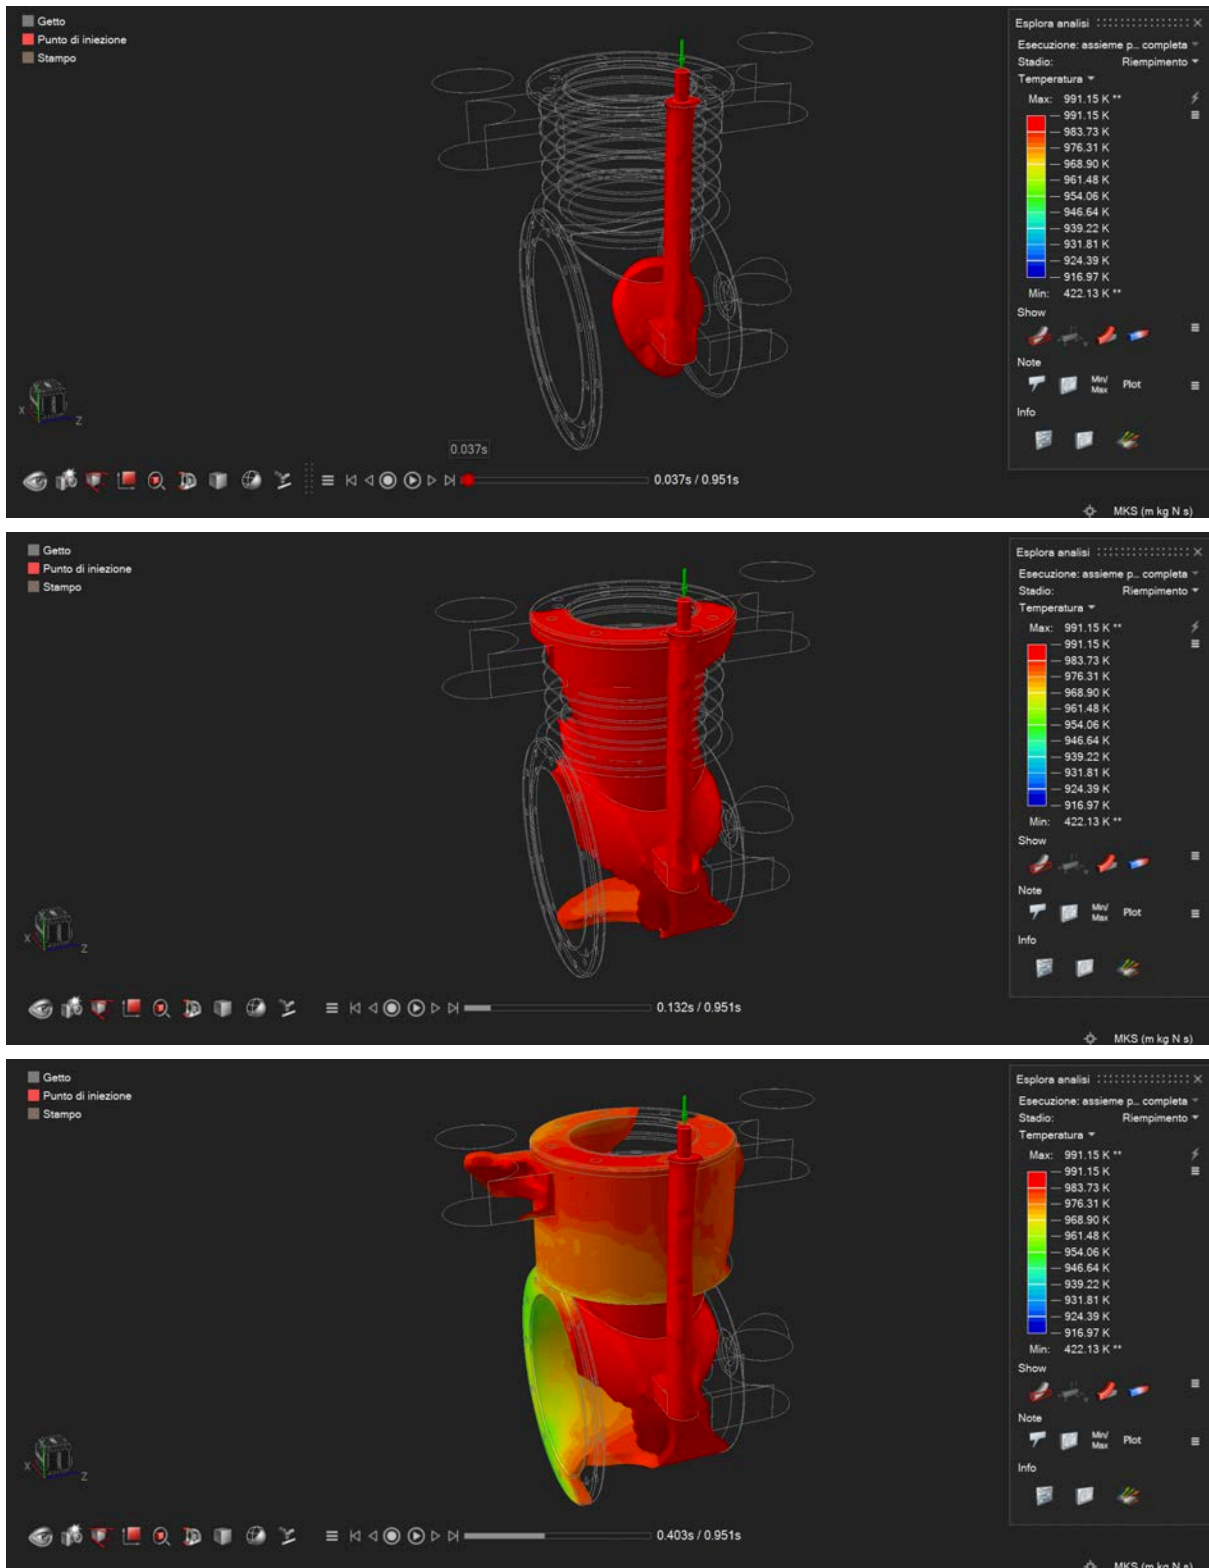 Getto
Punto di iniezione
Stampo
Esplora analisi
Esecuzione: assieme p... completa
Stadio: Riempimento
Temperatura
Max: 991.15 K **
991.15 K
983.73 K
976.31 K
968.90 K
961.48 K
954.06 K
946.64 K
939.22 K
931.81 K
924.39 K
916.97 K
Min: 422.13 K **
Show
Note
Min/
Max
Plot
Info
X
Z
0.037s
0.037s / 0.951s
MKS (m kg N s)
Getto
Punto di iniezione
Stampo
Esplora analisi
Esecuzione: assieme p... completa
Stadio: Riempimento
Temperatura
Max: 991.15 K **
991.15 K
983.73 K
976.31 K
968.90 K
961.48 K
954.06 K
946.64 K
939.22 K
931.81 K
924.39 K
916.97 K
Min: 422.13 K **
Show
Note
Min/
Max
Plot
Info
X
Z
0.132s / 0.951s
MKS (m kg N s)
Getto
Punto di iniezione
Stampo
Esplora analisi
Esecuzione: assieme p... completa
Stadio: Riempimento
Temperatura
Max: 991.15 K **
991.15 K
983.73 K
976.31 K
968.90 K
961.48 K
954.06 K
946.64 K
939.22 K
931.81 K
924.39 K
916.97 K
Min: 422.13 K **
Show
Note
Min/
Max
Plot
Info
X
Z
0.403s / 0.951s
MKS (m kg N s)